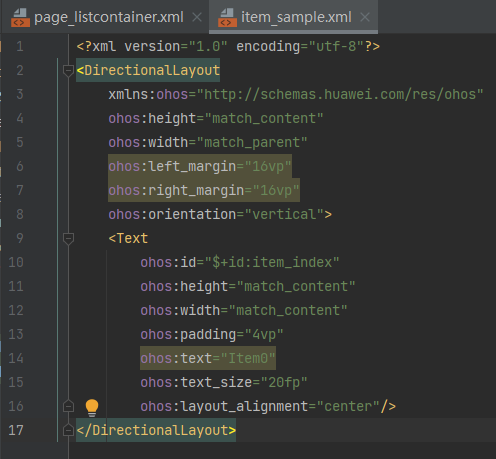 page_listcontainer.xml item_sample.xml
1 <?xml version="1.0" encoding="utf-8"?>
2 <DirectionalLayout
3 xmlns:ohos="http://schemas.huawei.com/res/ohos"
4 ohos:height="match_content"
5 ohos:width="match_parent"
6 ohos:left_margin="16vp"
7 ohos:right_margin="16vp"
8 ohos:orientation="vertical">
9 <Text
10 ohos:id="$+id:item_index"
11 ohos:height="match_content"
12 ohos:width="match_content"
13 ohos:padding="4vp"
14 ohos:text="Item0"
15 ohos:text_size="20fp"
16 ohos:layout_alignment="center"/>
17 </DirectionalLayout>